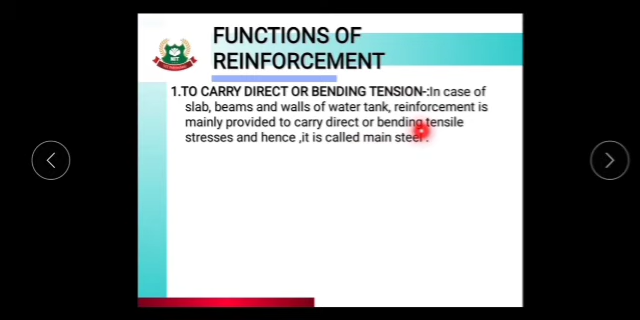 FUNCTIONS OF
REINFORCEMENT
1.TO CARRY DIRECT OR BENDING TENSION-:In case of
slab, beams and walls of water tank, reinforcement is
mainly provided to carry direct or bending tensile
stresses and hence ,it is called main steel .